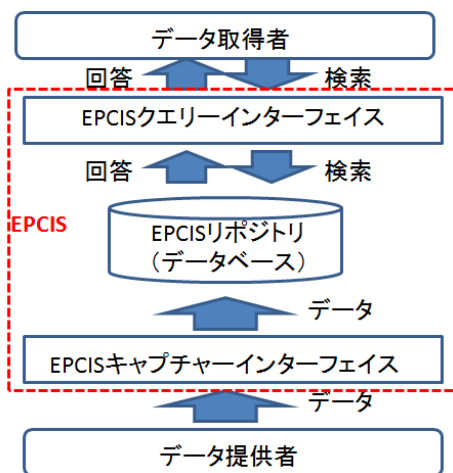 データ取得者
回答
検索
EPCISクエリーインターフェイス
回答
検索
EPCIS
EPCISリポジトリ
（データベース）
データ
EPCISキャプチャーインターフェイス
データ
データ提供者